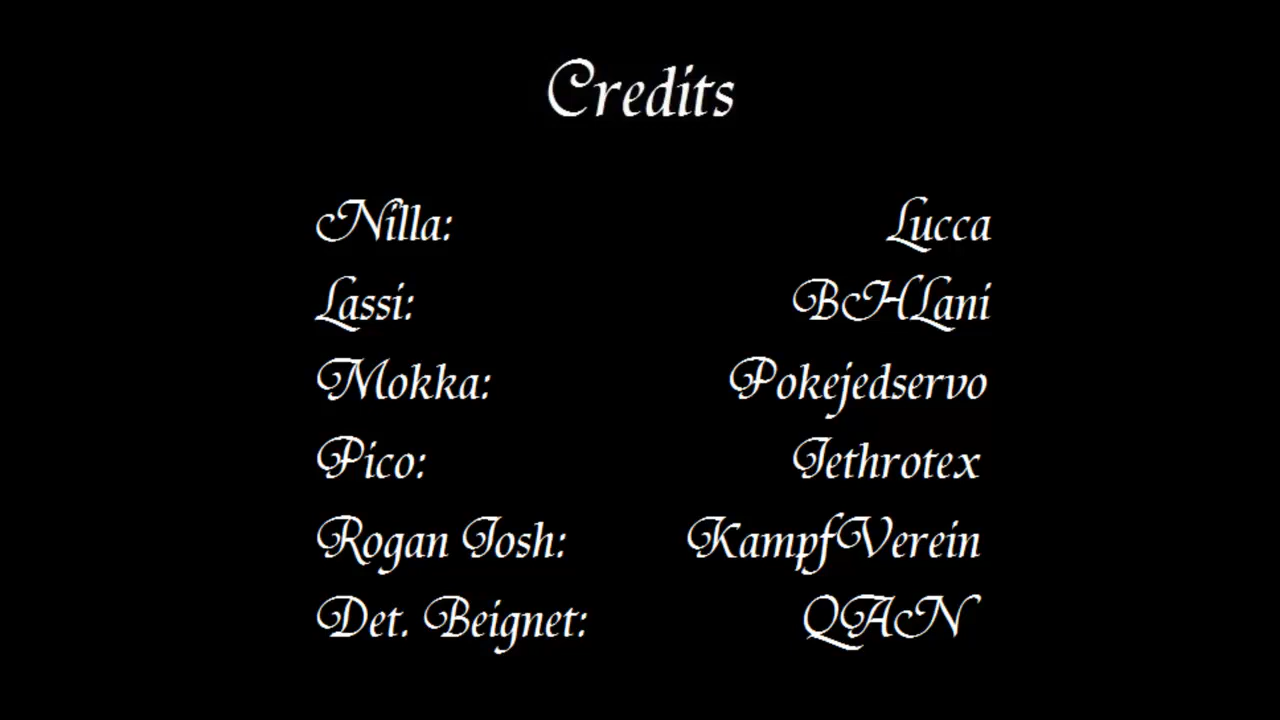 Credits
Nilla: Lucca
Lassi: BHLani
Mokka: Pokejedservo
Pico: Jethrotex
Rogan Josh: KampfVerein
Det. Beignet: QAN